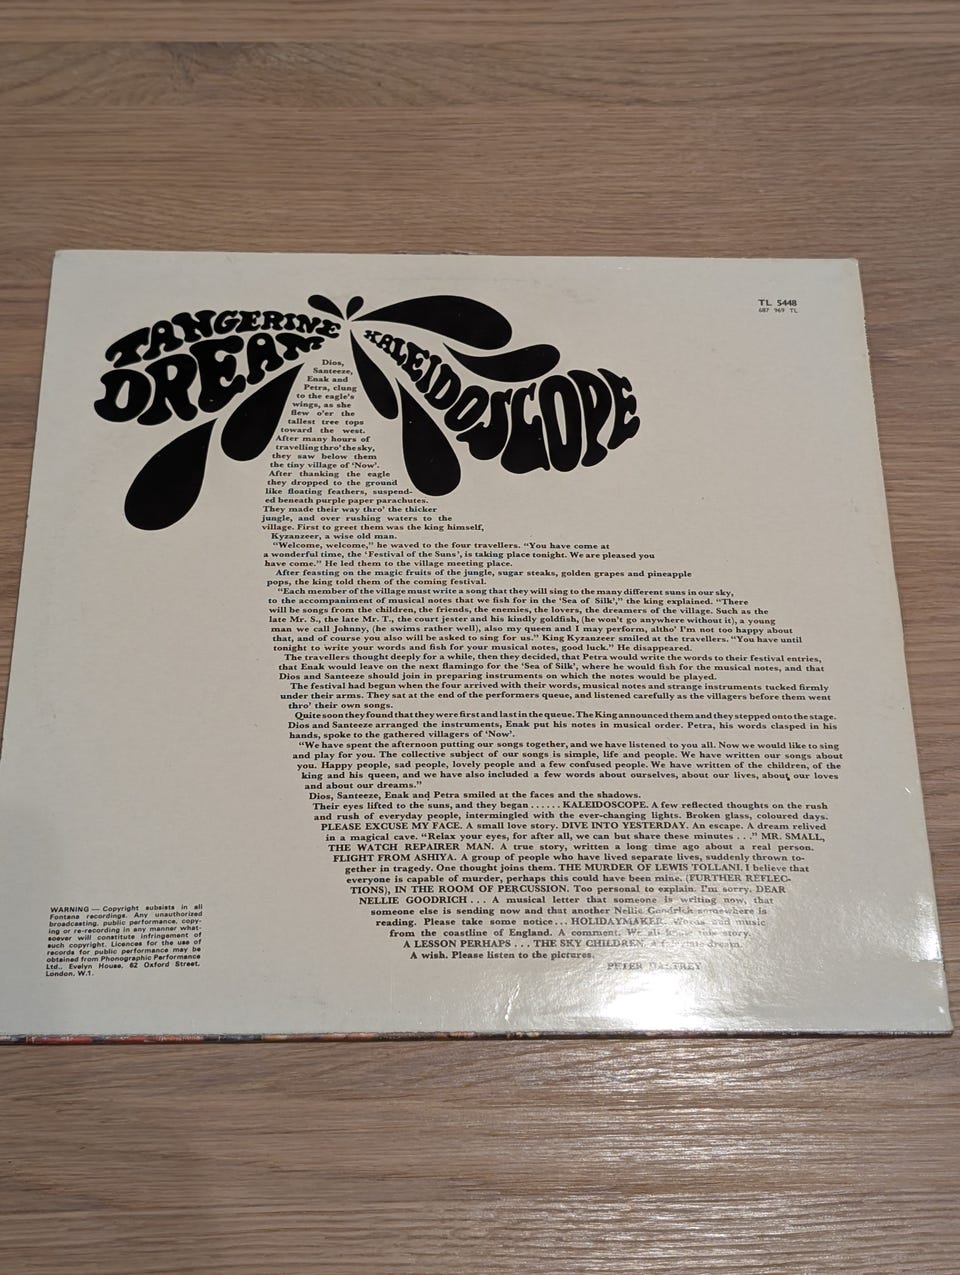 TANGERINE
DREAM
KALEIDOSCOPE
TL 5448
687 969 TL
Dios,
Santeeze,
Enak and
Petra, clung
to the eagle's
wings, as she
flew o'er the
tallest tree tops
toward the west.
After many hours of
travelling thro' the sky,
they saw below them
the tiny village of 'Now'.
After thanking the eagle
they dropped to the ground
like floating feathers, suspend-
ed beneath purple paper parachutes.
They made their way thro' the thicker
jungle, and over rushing waters to the
village. First to greet them was the king himself,
Kyzanzeer, a wise old man.
"Welcome, welcome," he waved to the four travellers. "You have come at
a wonderful time, the 'Festival of the Suns', is taking place tonight. We are pleased you
have come." He led them to the village meeting place.
After feasting on the magic fruits of the jungle, sugar steaks, golden grapes and pineapple
pops, the king told them of the coming festival.
"Each member of the village must write a song that they will sing to the many different suns in our sky,
to the accompaniment of musical notes that we fish for in the 'Sea of Silk'," the king explained. "There
will be songs from the children, the friends, the enemies, the lovers, the dreamers of the village. Such as the
late Mr. S., the late Mr. T., the court jester and his kindly goldfish, (he won't go anywhere without it), a young
man we call Johnny, (he swims rather well), also my queen and I may perform, altho' I'm not too happy about
that, and of course you also will be asked to sing for us." King Kyzanzeer smiled at the travellers. "You have until
tonight to write your words and fish for your musical notes, good luck." He disappeared.
The travellers thought deeply for a while, then they decided, that Petra would write the words to their festival entries,
that Enak would leave on the next flamingo for the 'Sea of Silk', where he would fish for the musical notes, and that
Dios and Santeeze should join in preparing instruments on which the notes would be played.
The festival had begun when the four arrived with their words, musical notes and strange instruments tucked firmly
under their arms. They sat at the end of the performers queue, and listened carefully as the villagers before them went
thro' their own songs.
Quite soon they found that they were first and last in the queue. The King announced them and they stepped onto the stage.
Dios and Santeeze arranged the instruments, Enak put his notes in musical order. Petra, his words clasped in his
hands, spoke to the gathered villagers of 'Now'.
"We have spent the afternoon putting our songs together, and we have listened to you all. Now we would like to sing
and play for you. The collective subject of our songs is simple, life and people. We have written our songs about
you. Happy people, sad people, lovely people and a few confused people. We have written of the children, of the
king and his queen, and we have also included a few words about ourselves, about our lives, about our loves
and about our dreams."
Dios, Santeeze, Enak and Petra smiled at the faces and the shadows.
Their eyes lifted to the suns, and they began ...... KALEIDOSCOPE. A few reflected thoughts on the rush
and rush of everyday people, intermingled with the ever-changing lights. Broken glass, coloured days.
PLEASE EXCUSE MY FACE. A small love story. DIVE INTO YESTERDAY. An escape. A dream relived
in a magical cave. "Relax your eyes, for after all, we can but share these minutes . . ." MR. SMALL,
THE WATCH REPAIRER MAN. A true story, written a long time ago about a real person.
FLIGHT FROM ASHIYA. A group of people who have lived separate lives, suddenly thrown to-
gether in tragedy. One thought joins them. THE MURDER OF LEWIS TOLLANI. I believe that
everyone is capable of murder, perhaps this could have been mine. (FURTHER REFLEC-
TIONS), IN THE ROOM OF PERCUSSION. Too personal to explain. I'm sorry. DEAR
NELLIE GOODRICH . . . A musical letter that someone is writing now, that
someone else is sending now and that another Nellie Goodrich somewhere is
reading. Please take some notice . . . HOLIDAYMAKER. Words and music
from the coastline of England. A comment. We all know this story.
A LESSON PERHAPS . . . THE SKY CHILDREN. A fairytale dream.
A wish. Please listen to the pictures.
PETER DALTREY
WARNING — Copyright subsists in all
Fontana recordings. Any unauthorized
broadcasting, public performance, copy-
ing or re-recording in any manner what-
soever will constitute infringement of
such copyright. Licences for the use of
records for public performance may be
obtained from Phonographic Performance
Ltd., Evelyn House, 62 Oxford Street,
London, W.1.